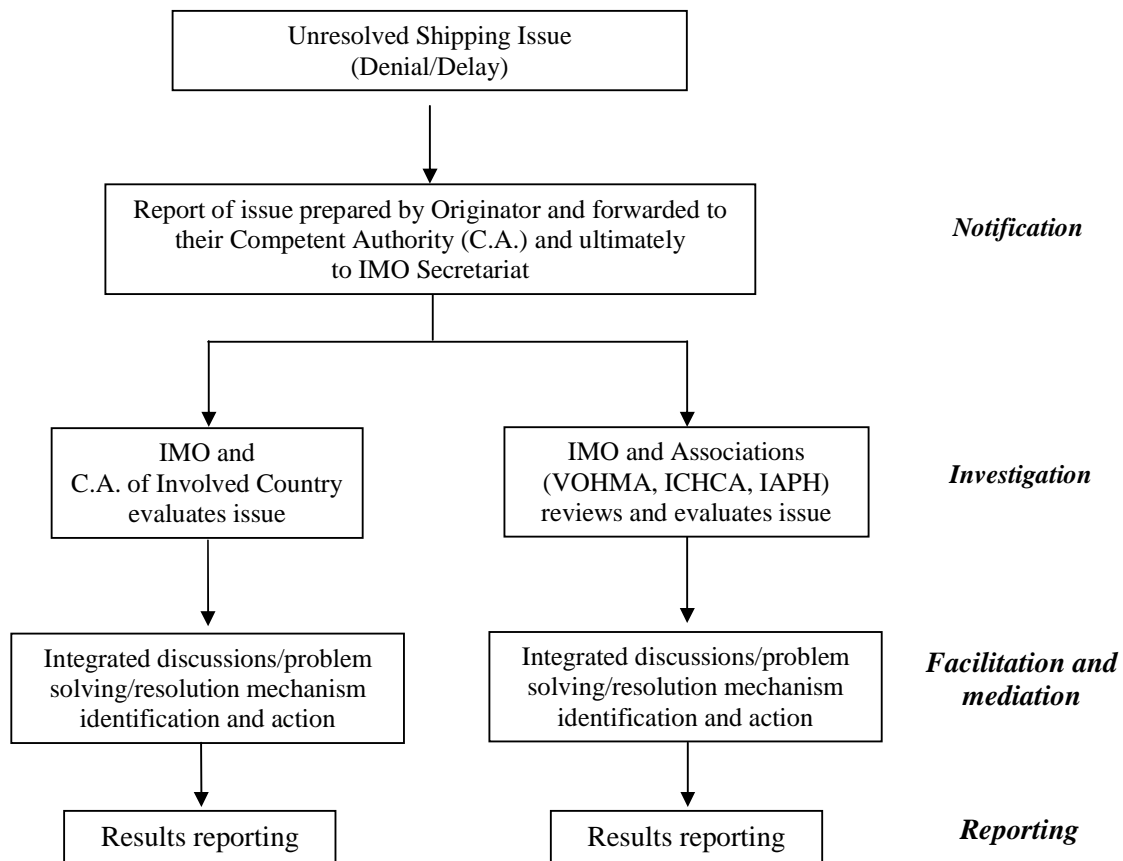 Unresolved Shipping Issue
(Denial/Delay)
Report of issue prepared by Originator and forwarded to
their Competent Authority (C.A.) and ultimately
to IMO Secretariat
Notification
IMO and
C.A. of Involved Country
evaluates issue
IMO and Associations
(VOHMA, ICHCA, IAPH)
reviews and evaluates issue
Investigation
Integrated discussions/problem
solving/resolution mechanism
identification and action
Integrated discussions/problem
solving/resolution mechanism
identification and action
Facilitation and
mediation
Results reporting
Results reporting
Reporting